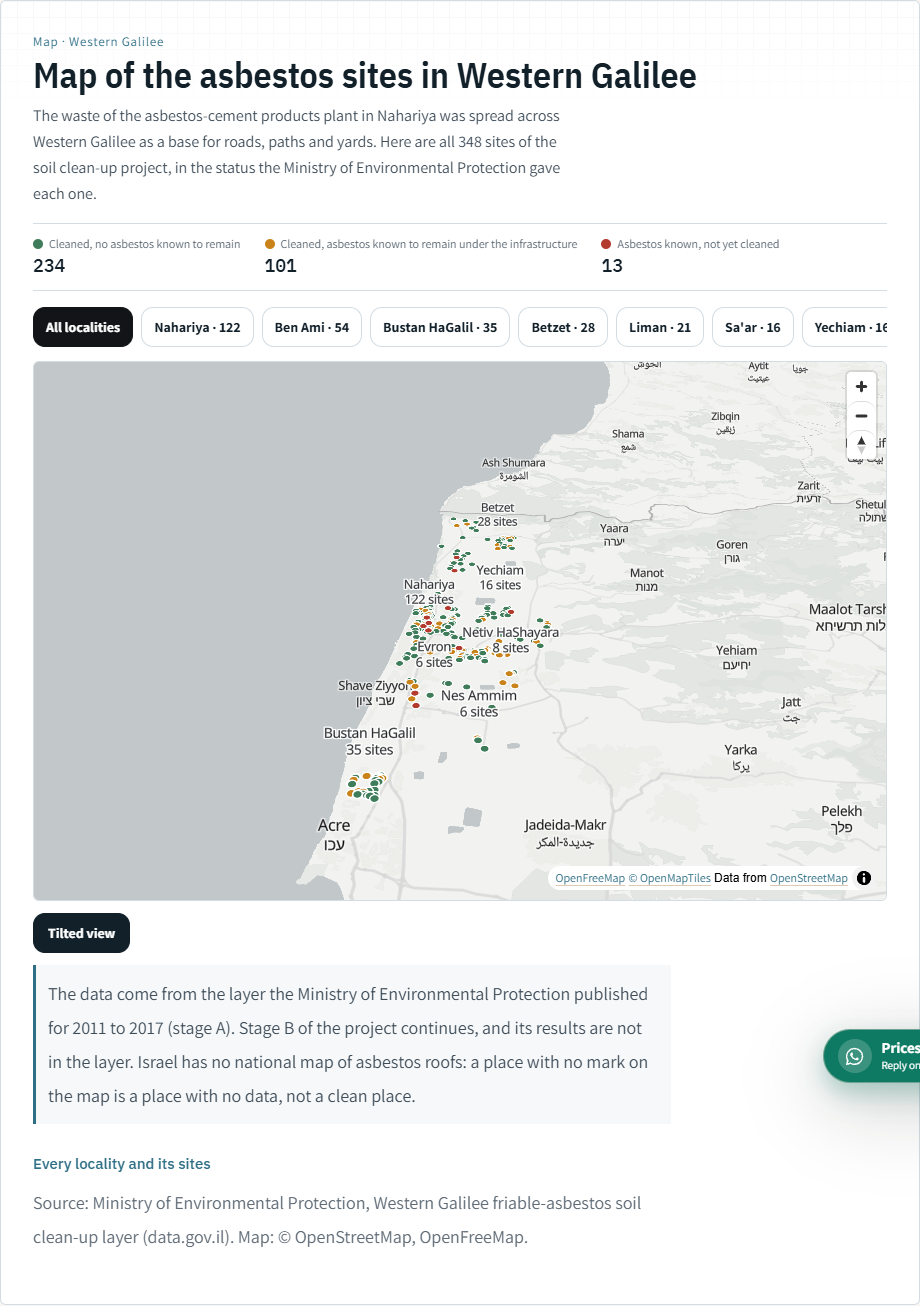 Map · Western Galilee
Map of the asbestos sites in Western Galilee
The waste of the asbestos-cement products plant in Nahariya was spread across
Western Galilee as a base for roads, paths and yards. Here are all 348 sites of the
soil clean-up project, in the status the Ministry of Environmental Protection gave
each one.
Cleaned, no asbestos known to remain
234
Cleaned, asbestos known to remain under the infrastructure
101
Asbestos known, not yet cleaned
13
All localities
Nahariya · 122
Ben Ami · 54
Bustan HaGalil · 35
Betzet · 28
Liman · 21
Sa'ar · 16
Yechiam · 16
الحوش
Aytit
عيتيت
جويا
Zibqin
زبقين
Shama
شمع
Ash Shumara
الشومرة
Zarit
זרעית
Betzet
28 sites
Yaara
יערה
Goren
גורן
Yechiam
16 sites
Manot
מנות
Nahariya
122 sites
Netiv HaShayara
8 sites
Evron
6 sites
Yehiam
יחיעם
Shave Ziyyon
שבי ציון
Nes Ammim
6 sites
Jatt
جت
Bustan HaGalil
35 sites
Yarka
يركا
Acre
עכו
Jadeida-Makr
جديدة-المكر
Pelekh
פלך
OpenFreeMap © OpenMapTiles Data from OpenStreetMap
Tilted view
The data come from the layer the Ministry of Environmental Protection published
for 2011 to 2017 (stage A). Stage B of the project continues, and its results are not
in the layer. Israel has no national map of asbestos roofs: a place with no mark on
the map is a place with no data, not a clean place.
Prices
Reply on
Every locality and its sites
Source: Ministry of Environmental Protection, Western Galilee friable-asbestos soil
clean-up layer (data.gov.il). Map: © OpenStreetMap, OpenFreeMap.